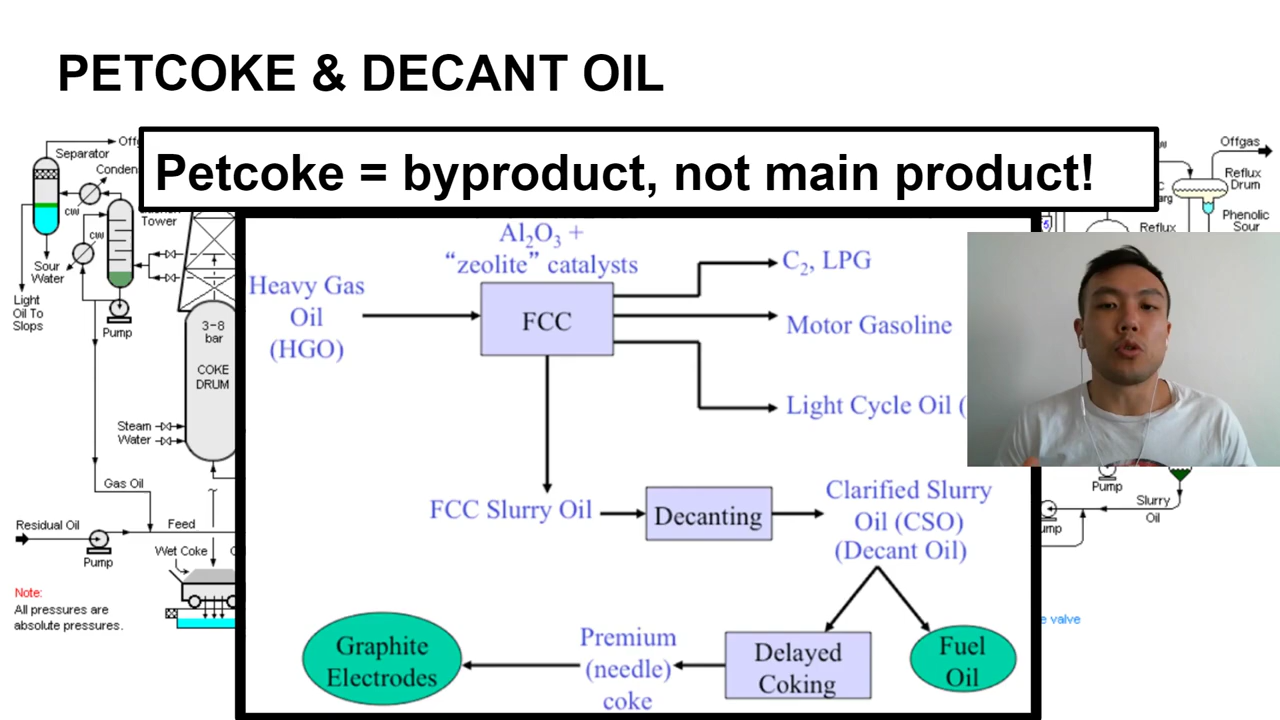 PETCOKE & DECANT OIL
Petcoke = byproduct, not main product!
Separator
CW
CW
Tower
Sour
Water
Light
Oil To
Slops
Pump
3-8
bar
COKE
DRUM
Steam
Water
Gas Oil
Residual Oil
Feed
Pump
Wet Coke
Note:
All pressures are
absolute pressures.
Al₂O₃ +
“zeolite” catalysts
Heavy Gas
Oil
(HGO)
FCC
C₂, LPG
Motor Gasoline
Light Cycle Oil (
FCC Slurry Oil
Decanting
Clarified Slurry
Oil (CSO)
(Decant Oil)
Graphite
Electrodes
Premium
(needle)
coke
Delayed
Coking
Fuel
Oil
Offgas
Reflux
Drum
Phenolic
Sour
Reflux
Pump
Slurry
Oil
valve